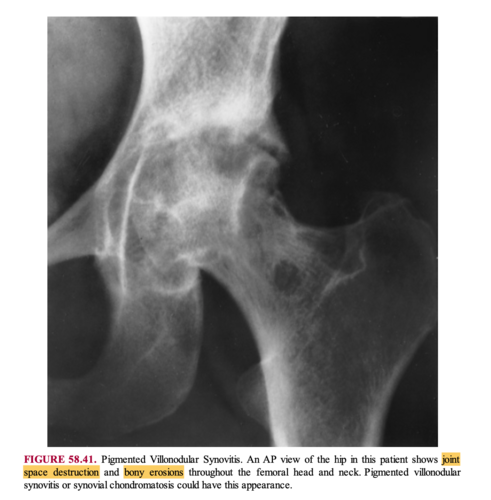 FIGURE 58.41. Pigmented Villonodular Synovitis. An AP view of the hip in this patient shows joint
space destruction and bony erosions throughout the femoral head and neck. Pigmented villonodular
synovitis or synovial chondromatosis could have this appearance.